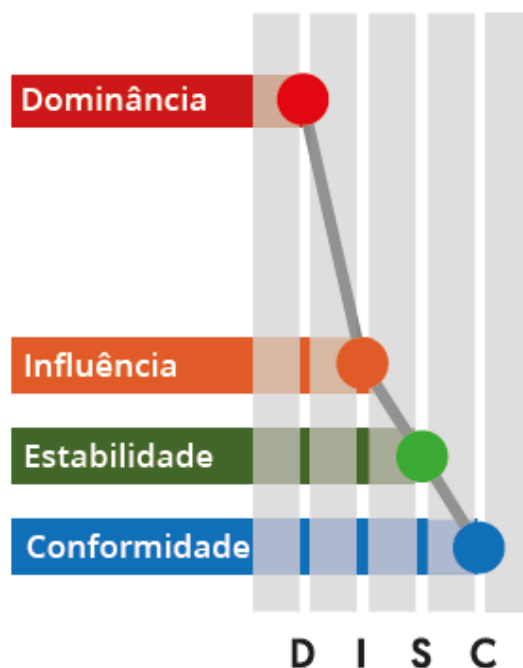 Dominância
Influência
Estabilidade
Conformidade
D I S C